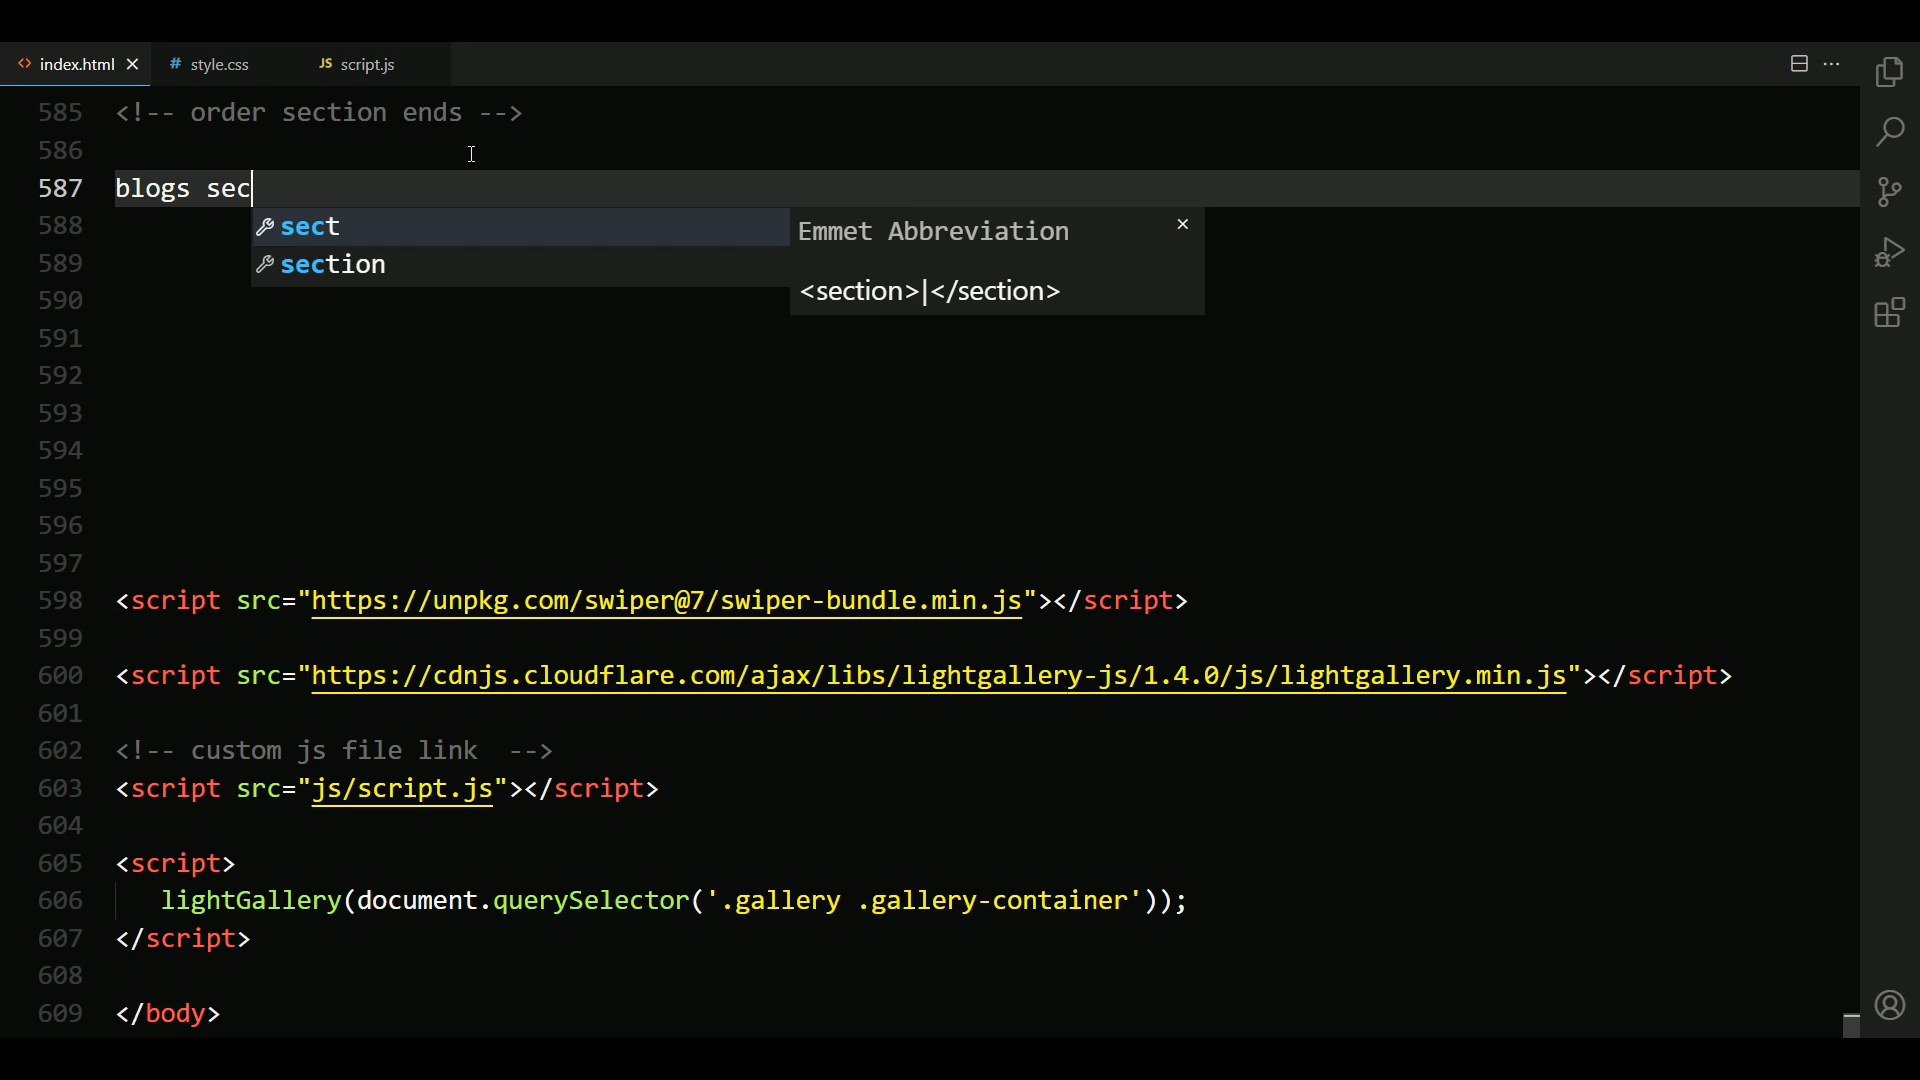 index.html
# style.css
JS script.js
585 <!-- order section ends -->
586
587 blogs sec
588 sect
589 section
Emmet Abbreviation
<section>|</section>
590
591
592
593
594
595
596
597
598 <script src="https://unpkg.com/swiper@7/swiper-bundle.min.js"></script>
599
600 <script src="https://cdnjs.cloudflare.com/ajax/libs/lightgallery-js/1.4.0/js/lightgallery.min.js"></script>
601
602 <!-- custom js file link  -->
603 <script src="js/script.js"></script>
604
605 <script>
606 lightGallery(document.querySelector('.gallery .gallery-container'));
607 </script>
608
609 </body>